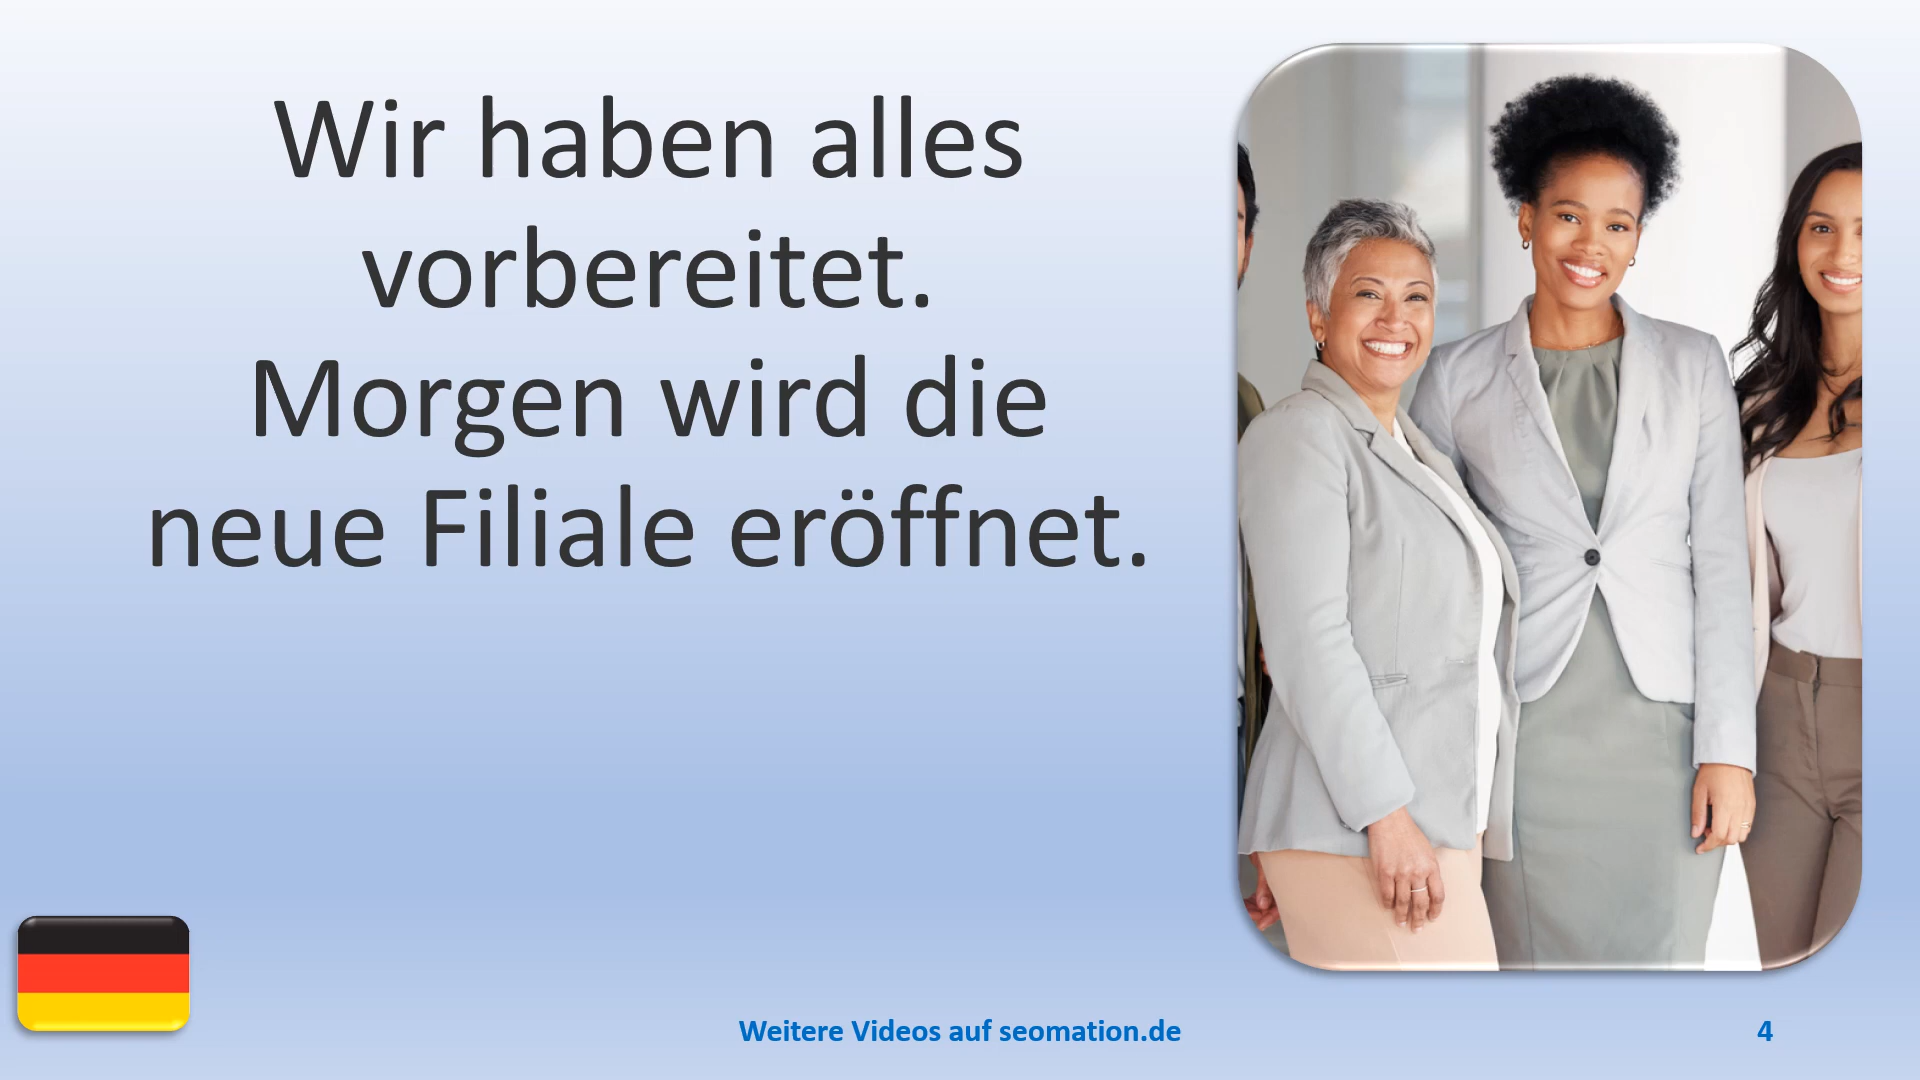 Wir haben alles
vorbereitet.
Morgen wird die
neue Filiale eröffnet.
Weitere Videos auf seomation.de
4